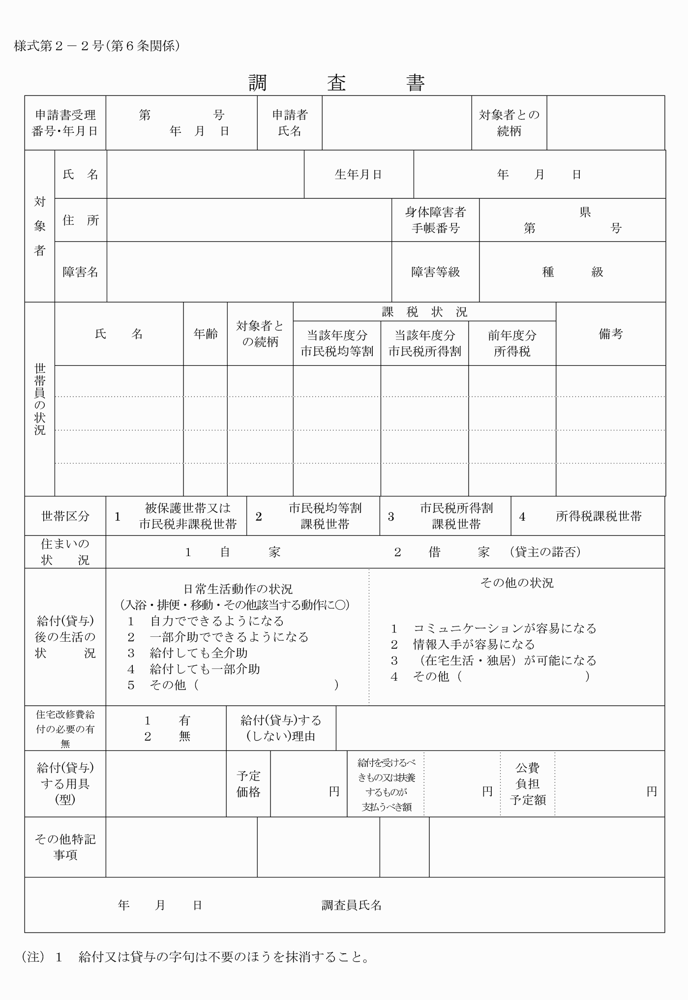 様式第２－２号(第６条関係)
調　　　査　　　書
申請書受理
番号・年月日
第　　　　　号
年　月　日
申請者
氏名
対象者との
続柄
対象者
氏　名
生年月日
年　　月　　日
住　所
身体障害者
手帳番号
県
第　　　　　　号
障害名
障害等級
種　　　級
世帯員の状況
氏　　名
年齢
対象者と
の続柄
課　税　状　況
当該年度分
市民税均等割
当該年度分
市民税所得割
前年度分
所得税
備考
世帯区分
1　被保護世帯又は
市民税非課税世帯
2　市民税均等割
課税世帯
3　市民税所得割
課税世帯
4　所得税課税世帯
住まいの
状　　況
１　　自　　　家　　　　　　　　　２　　借　　　家　（貸主の諾否）
給付(貸与)
後の生活の
状　　　況
日常生活動作の状況
（入浴・排便・移動・その他該当する動作に〇）
１　自力でできるようになる
２　一部介助でできるようになる
３　給付しても全介助
４　給付しても一部介助
５　その他（　　　　　　　　　　　）
その他の状況
１　コミュニケーションが容易になる
２　情報入手が容易になる
３　（在宅生活・独居）が可能になる
４　その他（　　　　　　　　　　）
住宅改修費給
付の必要の有
無
１　　有
２　　無
給付(貸与)する
(しない)理由
給付(貸与)
する用具
(型)
予定
価格
円
給付を受けるべ
きもの又は扶養
するものが
支払うべき額
円
公費
負担
予定額
円
その他特記
事項
年　　月　　日　　　　　　　　　　調査員氏名
（注）１　給付又は貸与の字句は不要のほうを抹消すること。